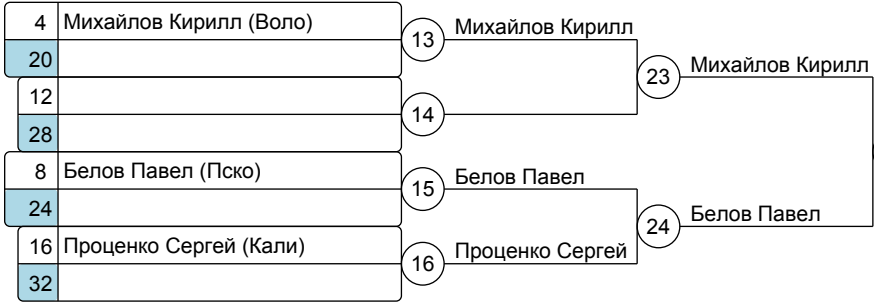 4 Михайлов Кирилл (Воло)
20
13 Михайлов Кирилл
23 Михайлов Кирилл
12
28
14
8 Белов Павел (Пско)
24
15 Белов Павел
24 Белов Павел
16 Проценко Сергей (Кали)
32
16 Проценко Сергей